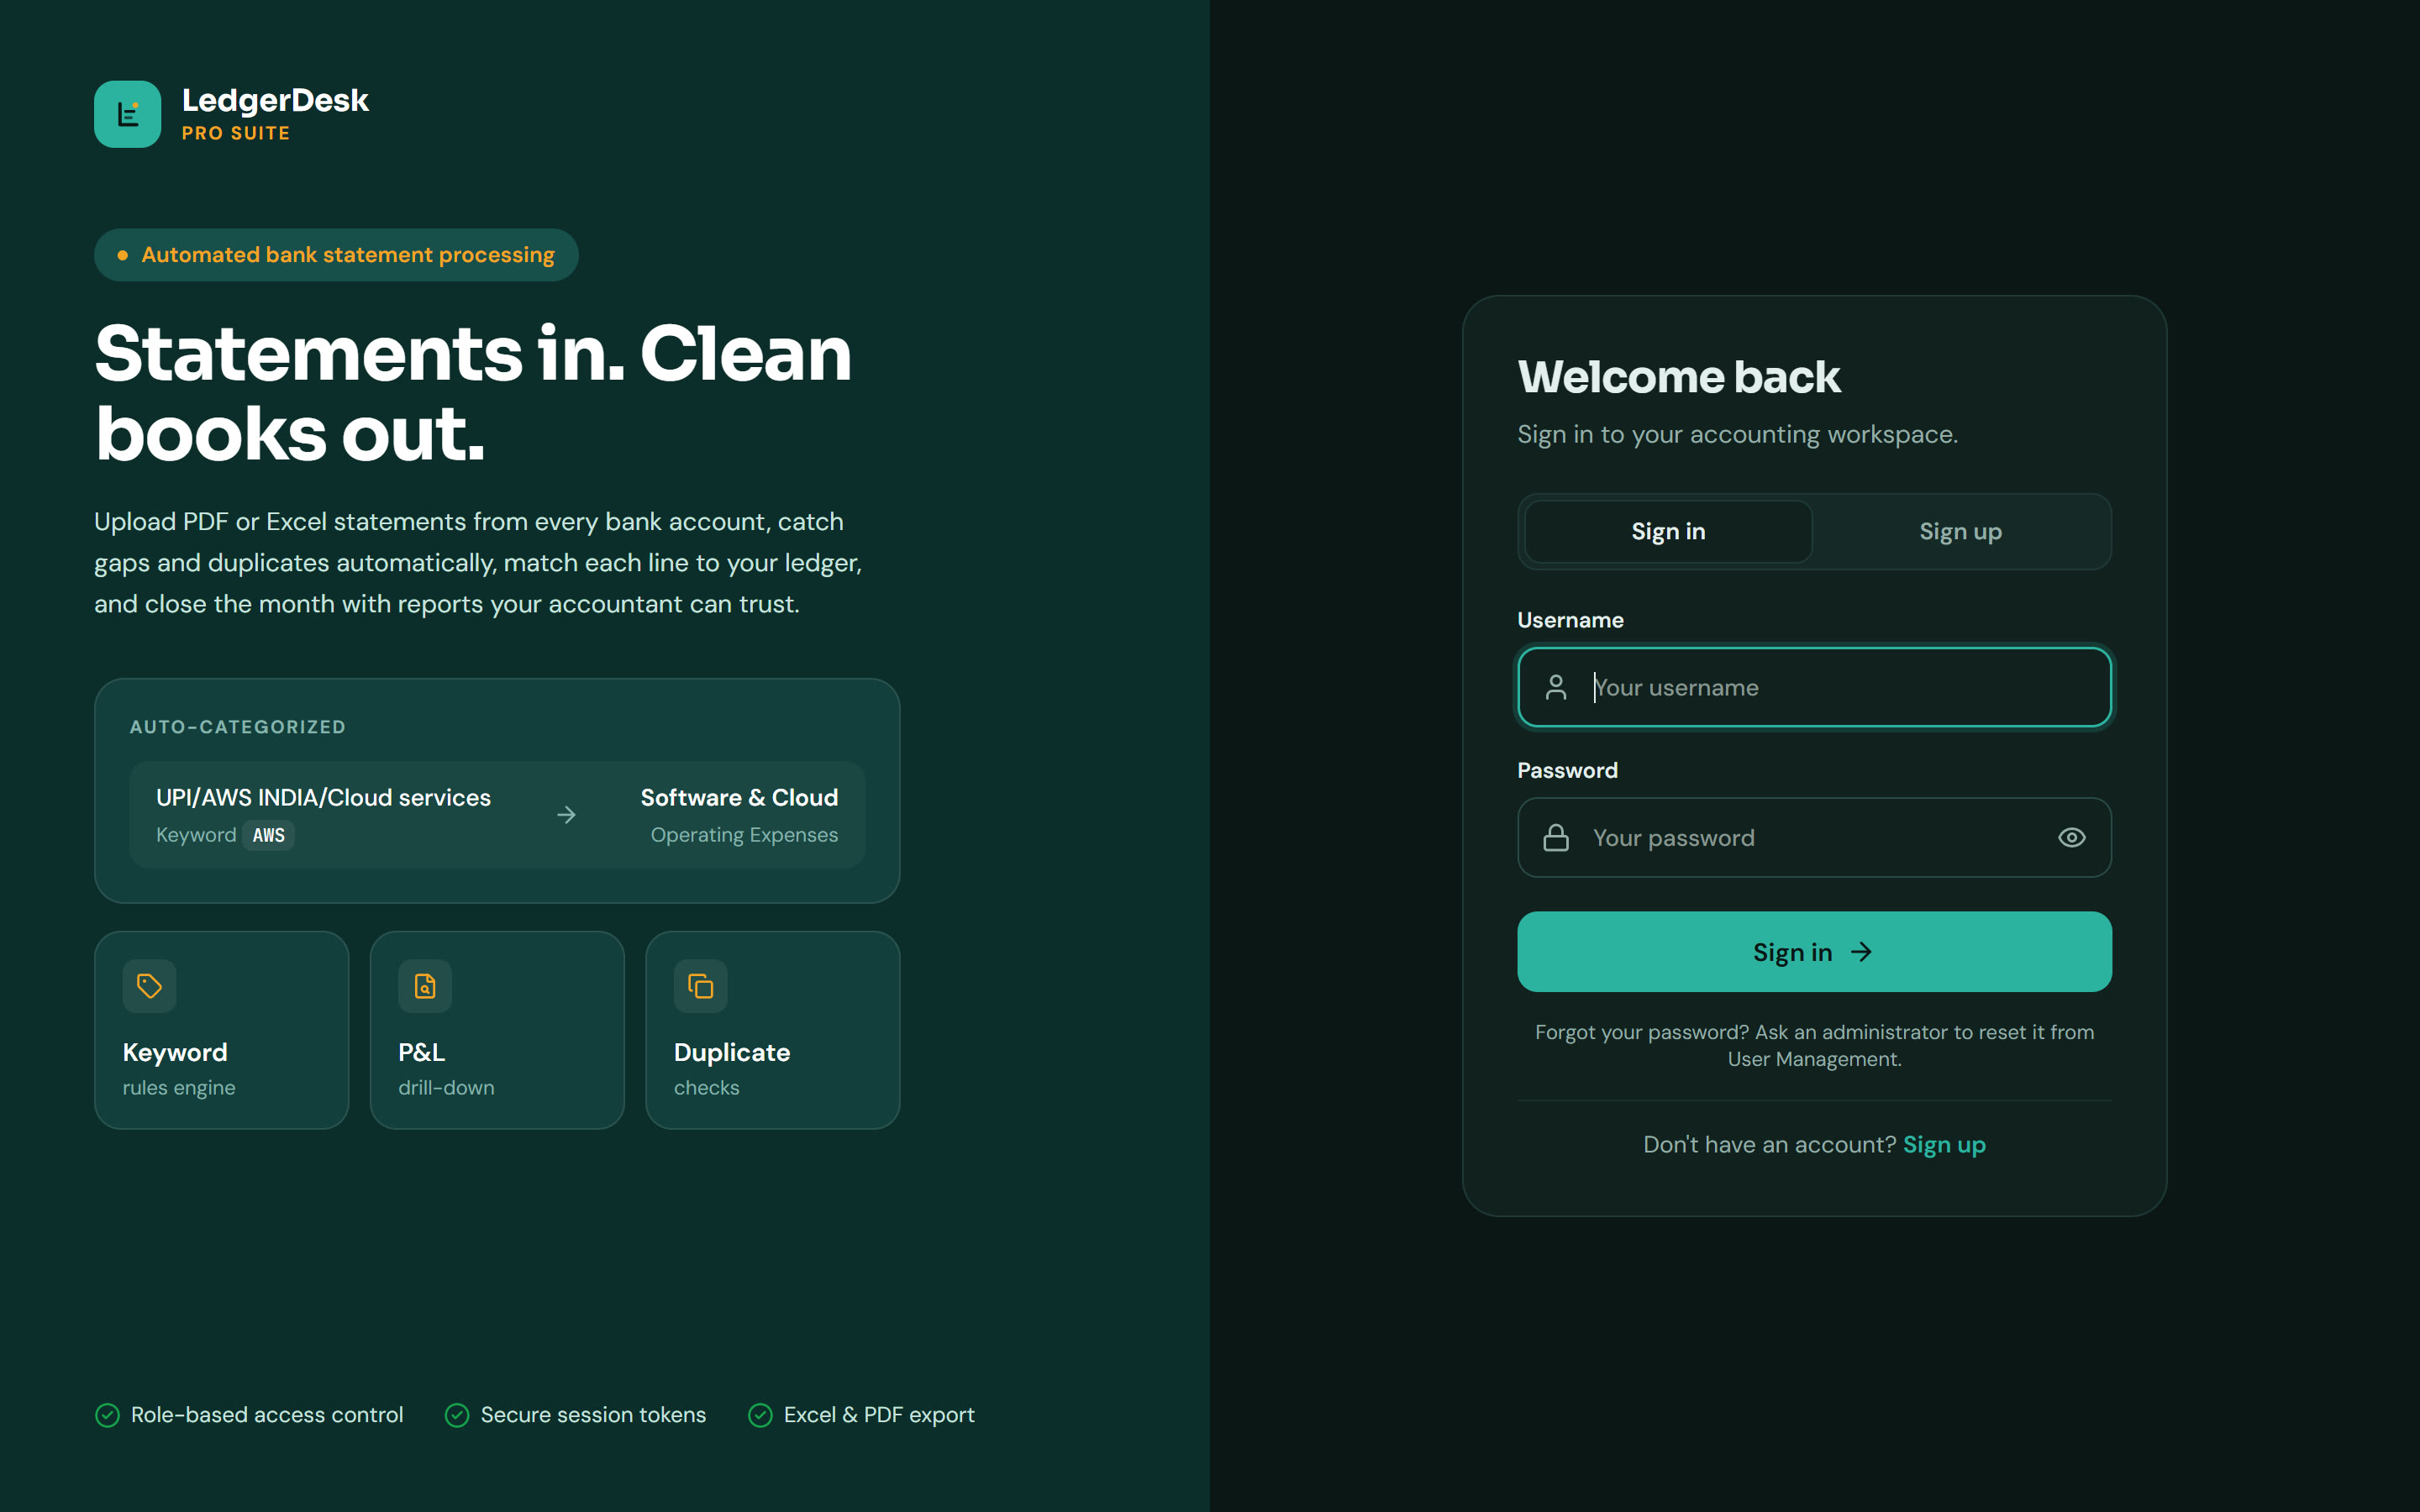 LedgerDesk
PRO SUITE
Automated bank statement processing
Statements in. Clean
books out.
Upload PDF or Excel statements from every bank account, catch
gaps and duplicates automatically, match each line to your ledger,
and close the month with reports your accountant can trust.
AUTO-CATEGORIZED
UPI/AWS INDIA/Cloud services
Keyword AWS
Software & Cloud
Operating Expenses
Keyword
rules engine
P&L
drill-down
Duplicate
checks
Role-based access control
Secure session tokens
Excel & PDF export
Welcome back
Sign in to your accounting workspace.
Sign in
Sign up
Username
Your username
Password
Your password
Sign in
Forgot your password? Ask an administrator to reset it from
User Management.
Don't have an account? Sign up